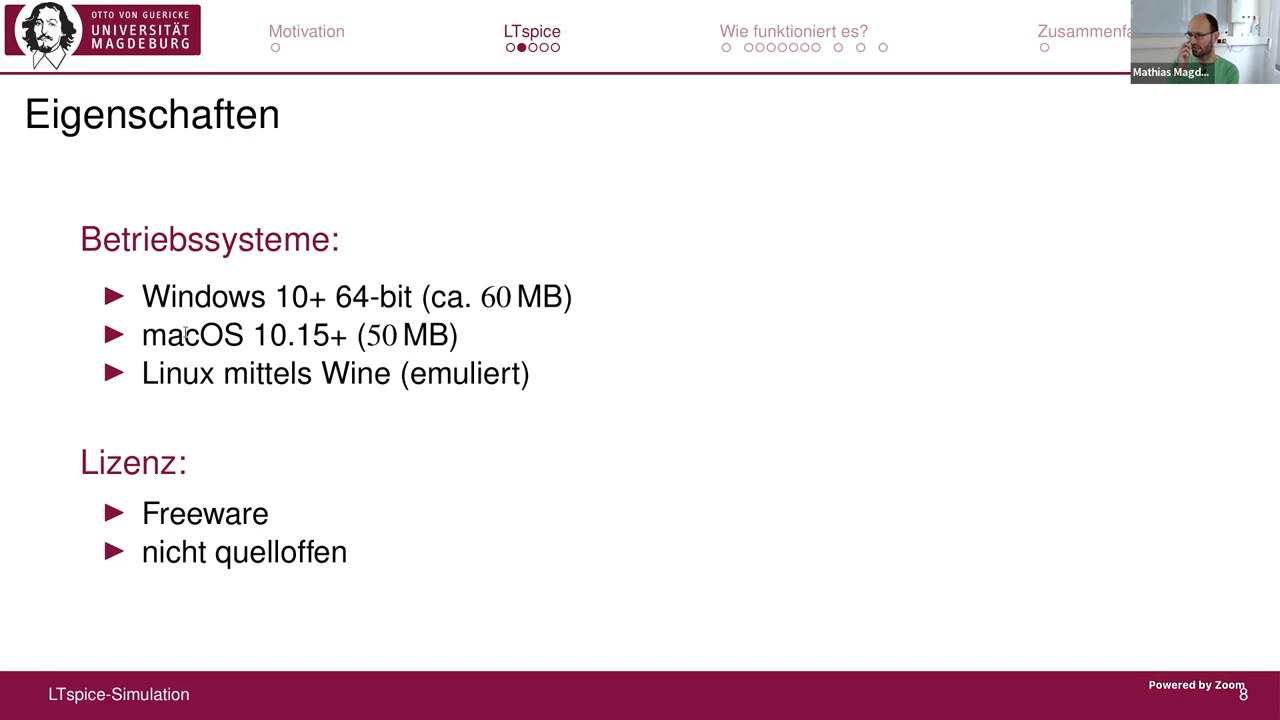 OTTO VON GUERICKE
UNIVERSITÄT
MAGDEBURG
Motivation
LTspice
Wie funktioniert es?
Zusammenfa
Mathias Magd...
Eigenschaften
Betriebssysteme:
Windows 10+ 64-bit (ca. 60 MB)
macOS 10.15+ (50 MB)
Linux mittels Wine (emuliert)
Lizenz:
Freeware
nicht quelloffen
LTspice-Simulation
Powered by Zoom
8